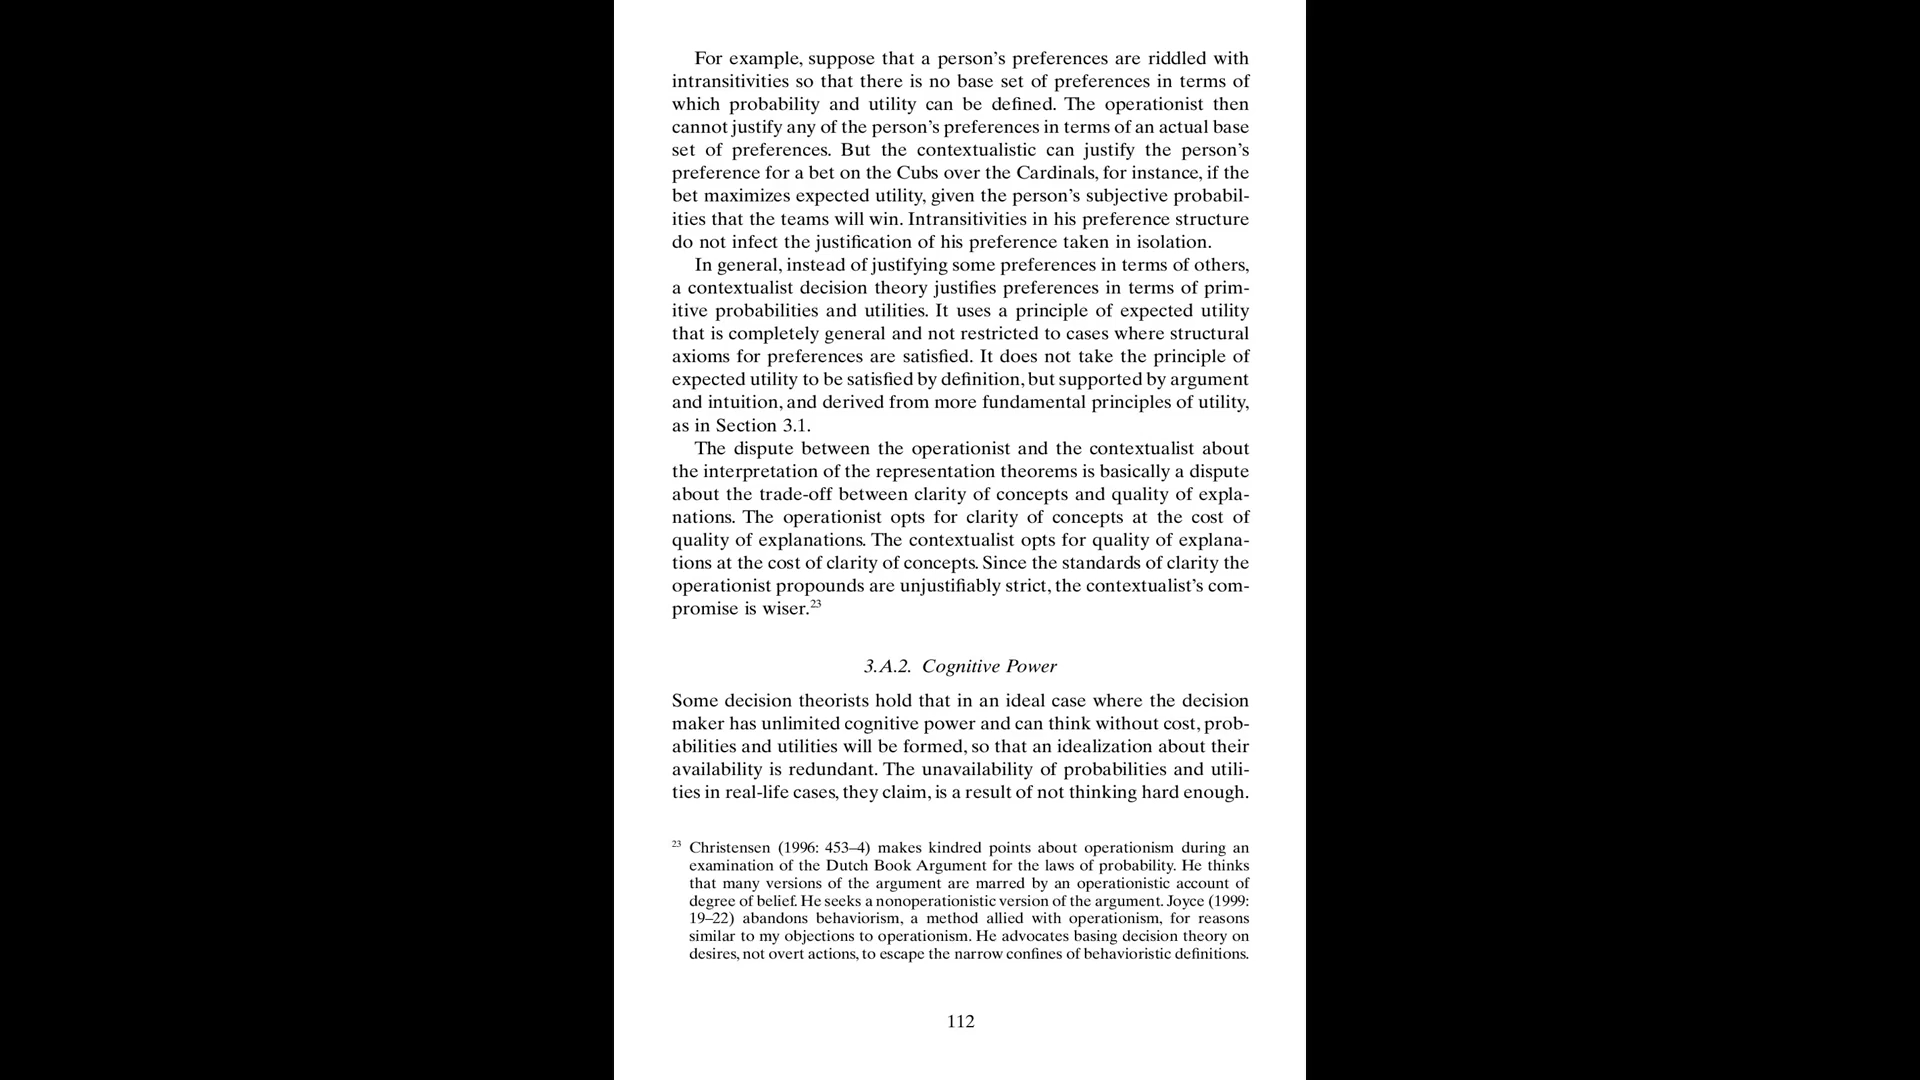 For example, suppose that a person’s preferences are riddled with
intransitivities so that there is no base set of preferences in terms of
which probability and utility can be defined. The operationist then
cannot justify any of the person’s preferences in terms of an actual base
set of preferences. But the contextualistic can justify the person’s
preference for a bet on the Cubs over the Cardinals, for instance, if the
bet maximizes expected utility, given the person’s subjective probabil-
ities that the teams will win. Intransitivities in his preference structure
do not infect the justification of his preference taken in isolation.
In general, instead of justifying some preferences in terms of others,
a contextualist decision theory justifies preferences in terms of prim-
itive probabilities and utilities. It uses a principle of expected utility
that is completely general and not restricted to cases where structural
axioms for preferences are satisfied. It does not take the principle of
expected utility to be satisfied by definition, but supported by argument
and intuition, and derived from more fundamental principles of utility,
as in Section 3.1.
The dispute between the operationist and the contextualist about
the interpretation of the representation theorems is basically a dispute
about the trade-off between clarity of concepts and quality of expla-
nations. The operationist opts for clarity of concepts at the cost of
quality of explanations. The contextualist opts for quality of explana-
tions at the cost of clarity of concepts. Since the standards of clarity the
operationist propounds are unjustifiably strict, the contextualist’s com-
promise is wiser.23
3.A.2. Cognitive Power
Some decision theorists hold that in an ideal case where the decision
maker has unlimited cognitive power and can think without cost, prob-
abilities and utilities will be formed, so that an idealization about their
availability is redundant. The unavailability of probabilities and utili-
ties in real-life cases, they claim, is a result of not thinking hard enough.
23 Christensen (1996: 453–4) makes kindred points about operationism during an
examination of the Dutch Book Argument for the laws of probability. He thinks
that many versions of the argument are marred by an operationistic account of
degree of belief. He seeks a nonoperationistic version of the argument. Joyce (1999:
19–22) abandons behaviorism, a method allied with operationism, for reasons
similar to my objections to operationism. He advocates basing decision theory on
desires, not overt actions, to escape the narrow confines of behavioristic definitions.
112